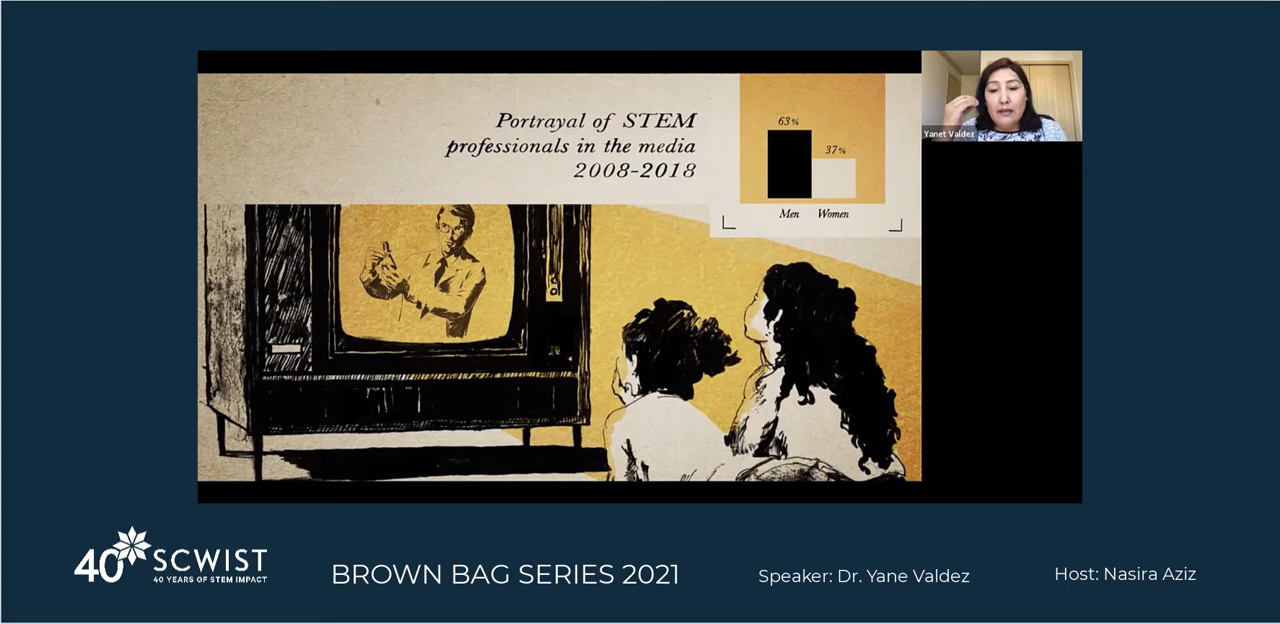 Portrayal of STEM
professionals in the media
2008-2018
63%
37%
Men Women
Yanet Valdez
40 SCWIST
40 YEARS OF STEM IMPACT
BROWN BAG SERIES 2021
Speaker: Dr. Yane Valdez
Host: Nasira Aziz